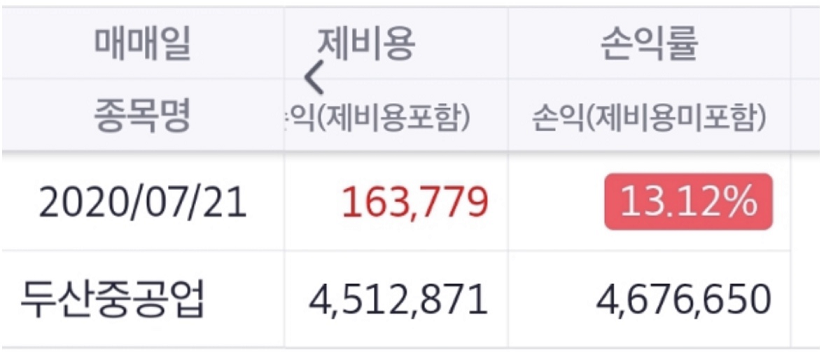 매매일 제비용 손익률
종목명 익(제비용포함) 손익(제비용미포함)
2020/07/21 163,779 13.12%
두산중공업 4,512,871 4,676,650